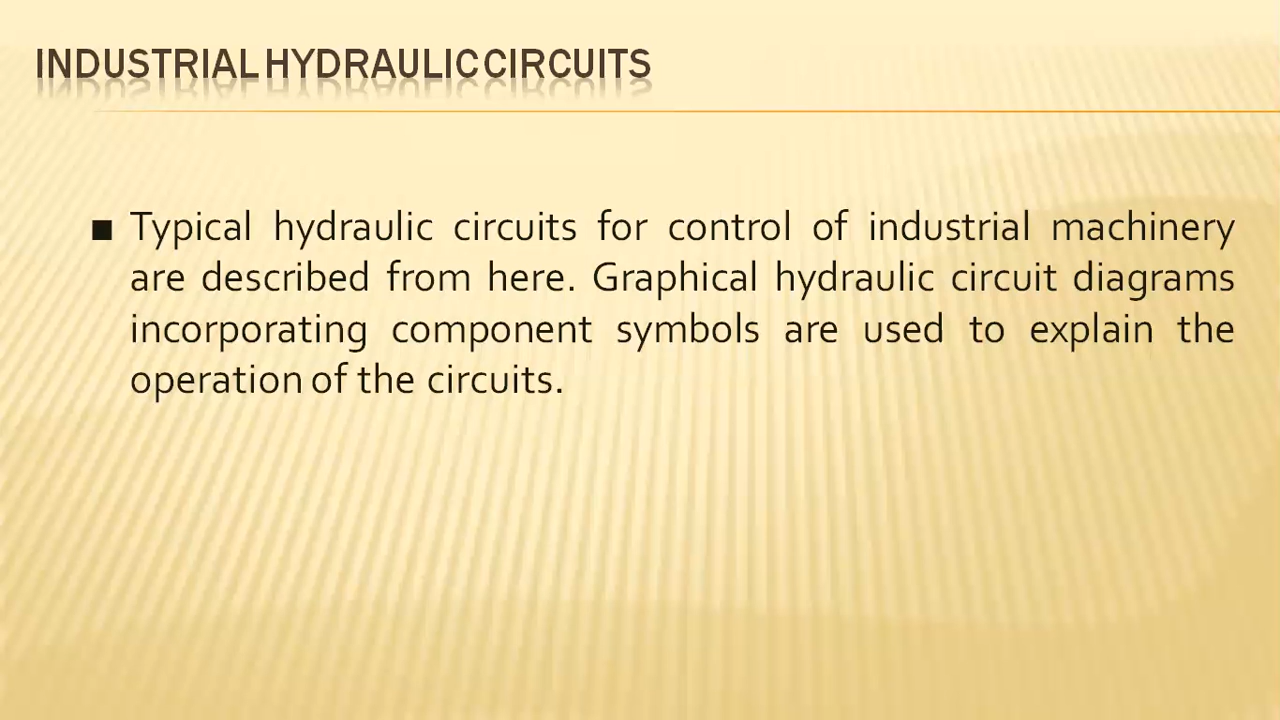 INDUSTRIAL HYDRAULIC CIRCUITS
■ Typical hydraulic circuits for control of industrial machinery
are described from here. Graphical hydraulic circuit diagrams
incorporating component symbols are used to explain the
operation of the circuits.